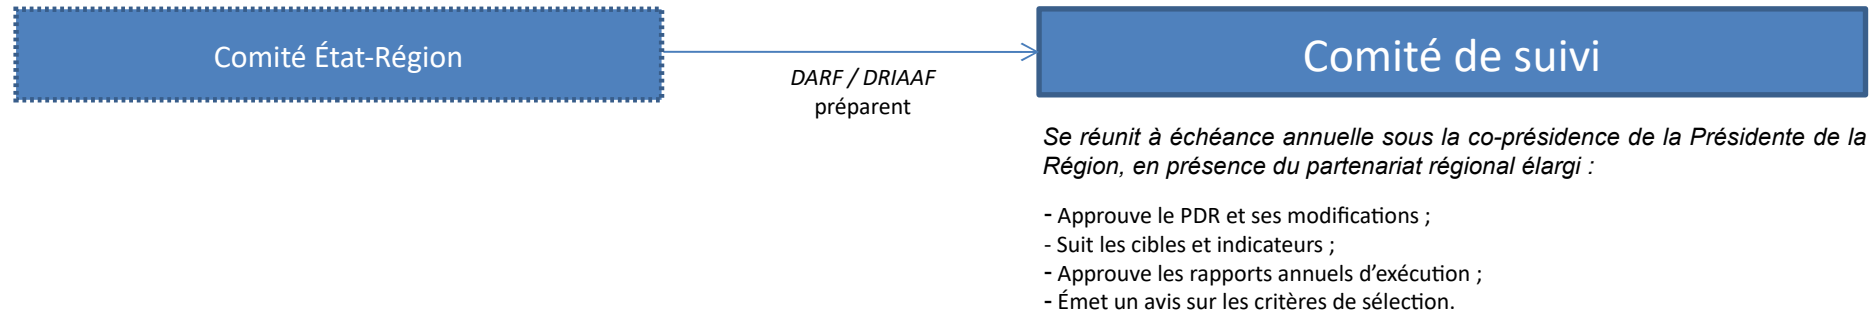 Comité État-Région
DARF / DRIAAF
préparent
Comité de suivi
Se réunit à échéance annuelle sous la co-présidence de la Présidente de la
Région, en présence du partenariat régional élargi :
- Approuve le PDR et ses modifications ;
- Suit les cibles et indicateurs ;
- Approuve les rapports annuels d’exécution ;
- Émet un avis sur les critères de sélection.